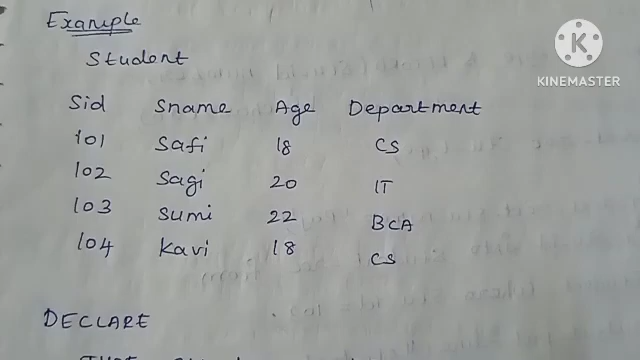 Example
K
KINEMASTER
Student
Sid Sname Age Department
101 Safi 18 CS
102 Sagi 20 IT
103 Sumi 22 BCA
104 Kavi 18 CS
DECLARE